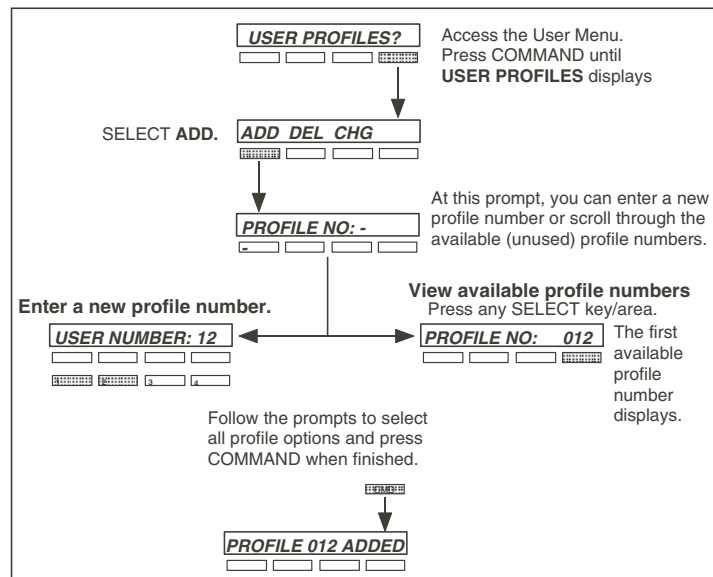 USER PROFILES?
Access the User Menu.
Press COMMAND until
USER PROFILES displays
SELECT ADD.
ADD DEL CHG
At this prompt, you can enter a new
profile number or scroll through the
available (unused) profile numbers.
PROFILE NO: -
-
Enter a new profile number.
USER NUMBER: 12
1 2 3 4
View available profile numbers
Press any SELECT key/area.
PROFILE NO: 012
The first
available
profile
number
displays.
Follow the prompts to select
all profile options and press
COMMAND when finished.
CMD
PROFILE 012 ADDED